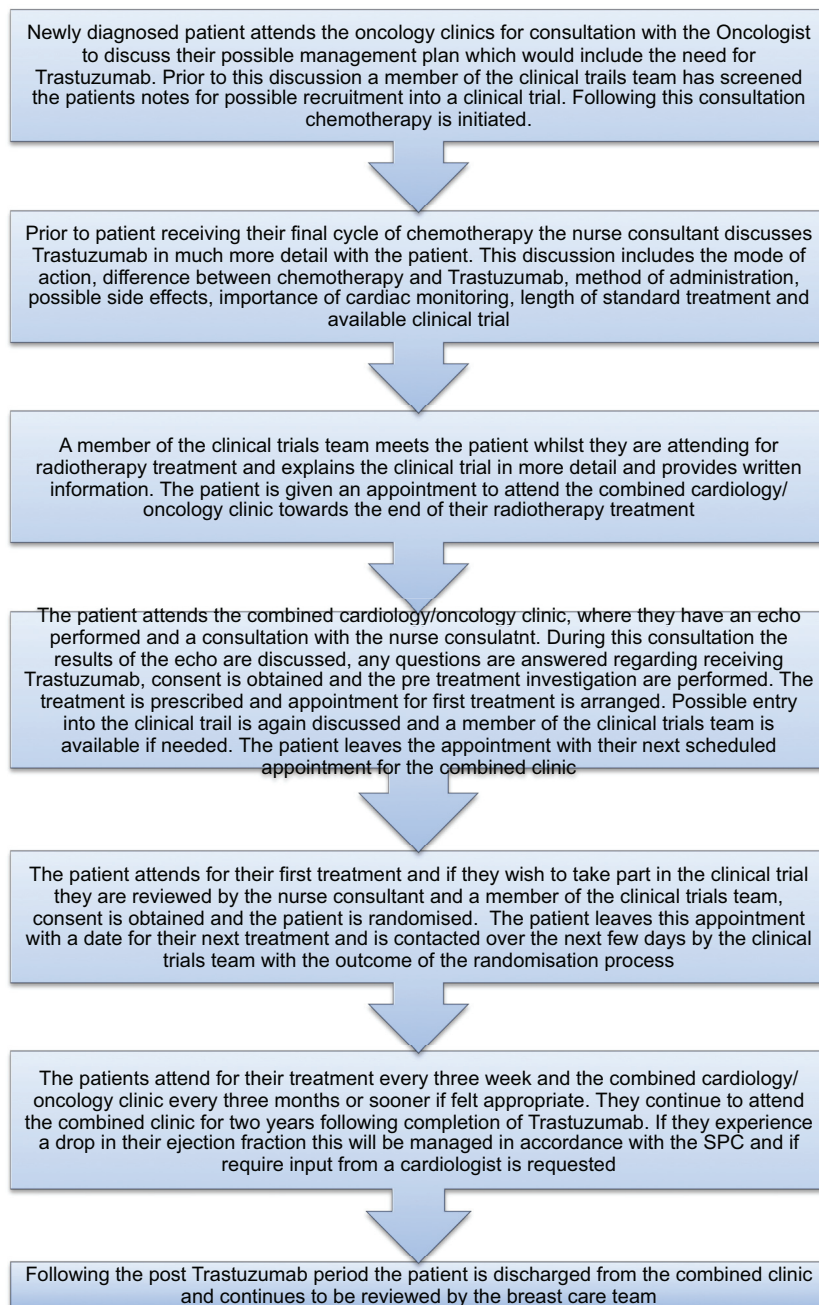 Newly diagnosed patient attends the oncology clinics for consultation with the Oncologist
to discuss their possible management plan which would include the need for
Trastuzumab. Prior to this discussion a member of the clinical trails team has screened
the patients notes for possible recruitment into a clinical trial. Following this consultation
chemotherapy is initiated.
Prior to patient receiving their final cycle of chemotherapy the nurse consultant discusses
Trastuzumab in much more detail with the patient. This discussion includes the mode of
action, difference between chemotherapy and Trastuzumab, method of administration,
possible side effects, importance of cardiac monitoring, length of standard treatment and
available clinical trial
A member of the clinical trials team meets the patient whilst they are attending for
radiotherapy treatment and explains the clinical trial in more detail and provides written
information. The patient is given an appointment to attend the combined cardiology/
oncology clinic towards the end of their radiotherapy treatment
The patient attends the combined cardiology/oncology clinic, where they have an echo
performed and a consultation with the nurse consulatnt. During this consultation the
results of the echo are discussed, any questions are answered regarding receiving
Trastuzumab, consent is obtained and the pre treatment investigation are performed. The
treatment is prescribed and appointment for first treatment is arranged. Possible entry
into the clinical trail is again discussed and a member of the clinical trials team is
available if needed. The patient leaves the appointment with their next scheduled
appointment for the combined clinic
The patient attends for their first treatment and if they wish to take part in the clinical trial
they are reviewed by the nurse consultant and a member of the clinical trials team,
consent is obtained and the patient is randomised.  The patient leaves this appointment
with a date for their next treatment and is contacted over the next few days by the clinical
trials team with the outcome of the randomisation process
The patients attend for their treatment every three week and the combined cardiology/
oncology clinic every three months or sooner if felt appropriate. They continue to attend
the combined clinic for two years following completion of Trastuzumab. If they experience
a drop in their ejection fraction this will be managed in accordance with the SPC and if
require input from a cardiologist is requested
Following the post Trastuzumab period the patient is discharged from the combined clinic
and continues to be reviewed by the breast care team